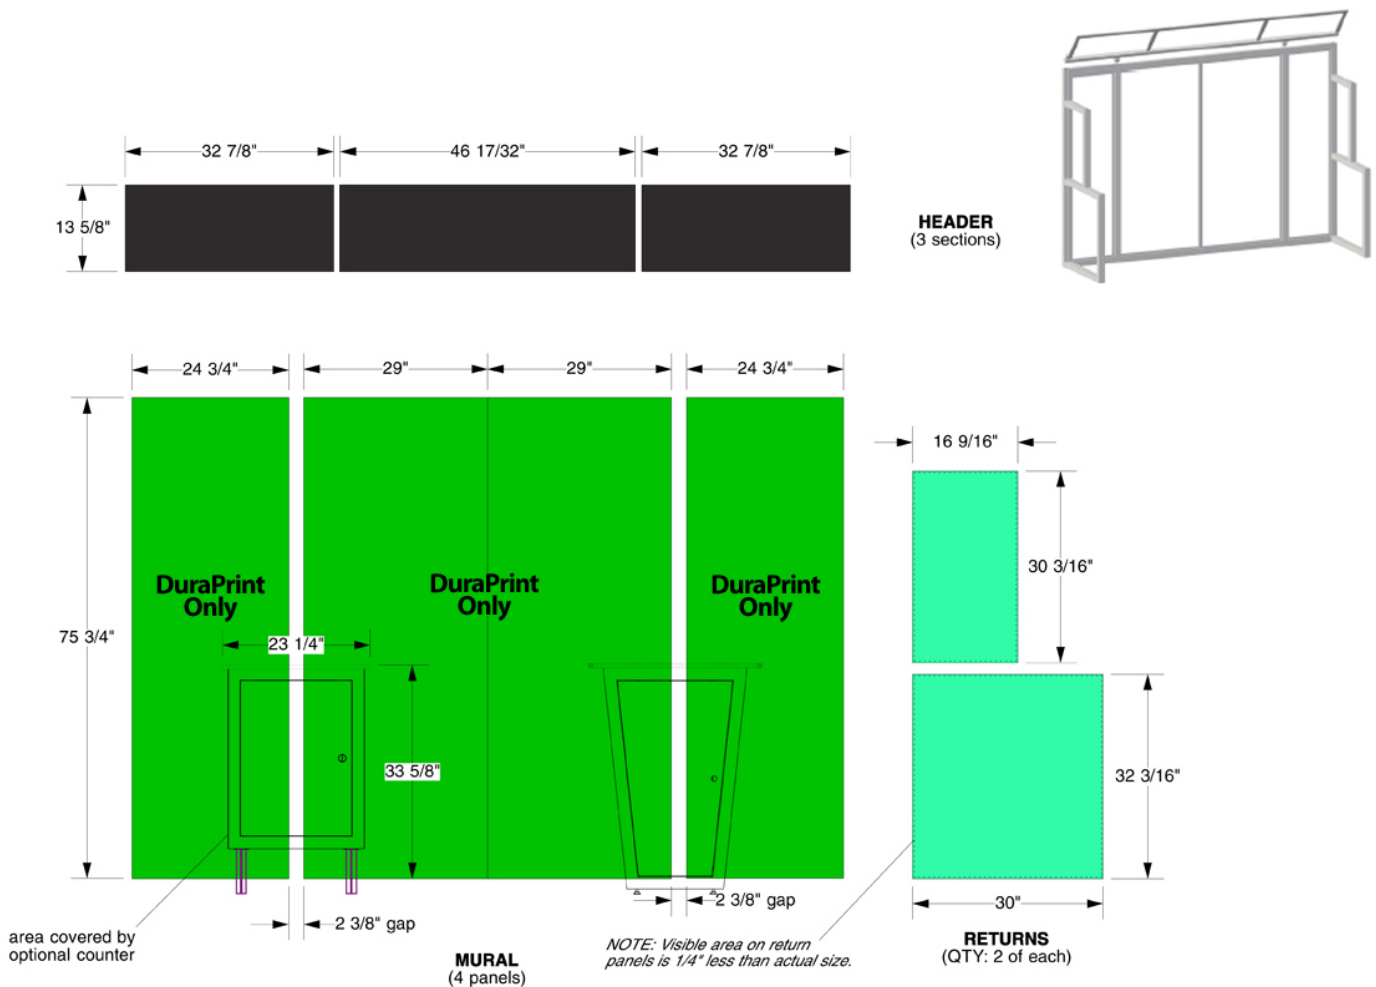 32 7/8"
46 17/32"
32 7/8"
13 5/8"
HEADER
(3 sections)
24 3/4"
29"
29"
24 3/4"
16 9/16"
30 3/16"
DuraPrint
Only
DuraPrint
Only
DuraPrint
Only
75 3/4"
23 1/4"
33 5/8"
32 3/16"
2 3/8" gap
30"
2 3/8" gap
area covered by
optional counter
MURAL
(4 panels)
NOTE: Visible area on return
panels is 1/4" less than actual size.
RETURNS
(QTY: 2 of each)